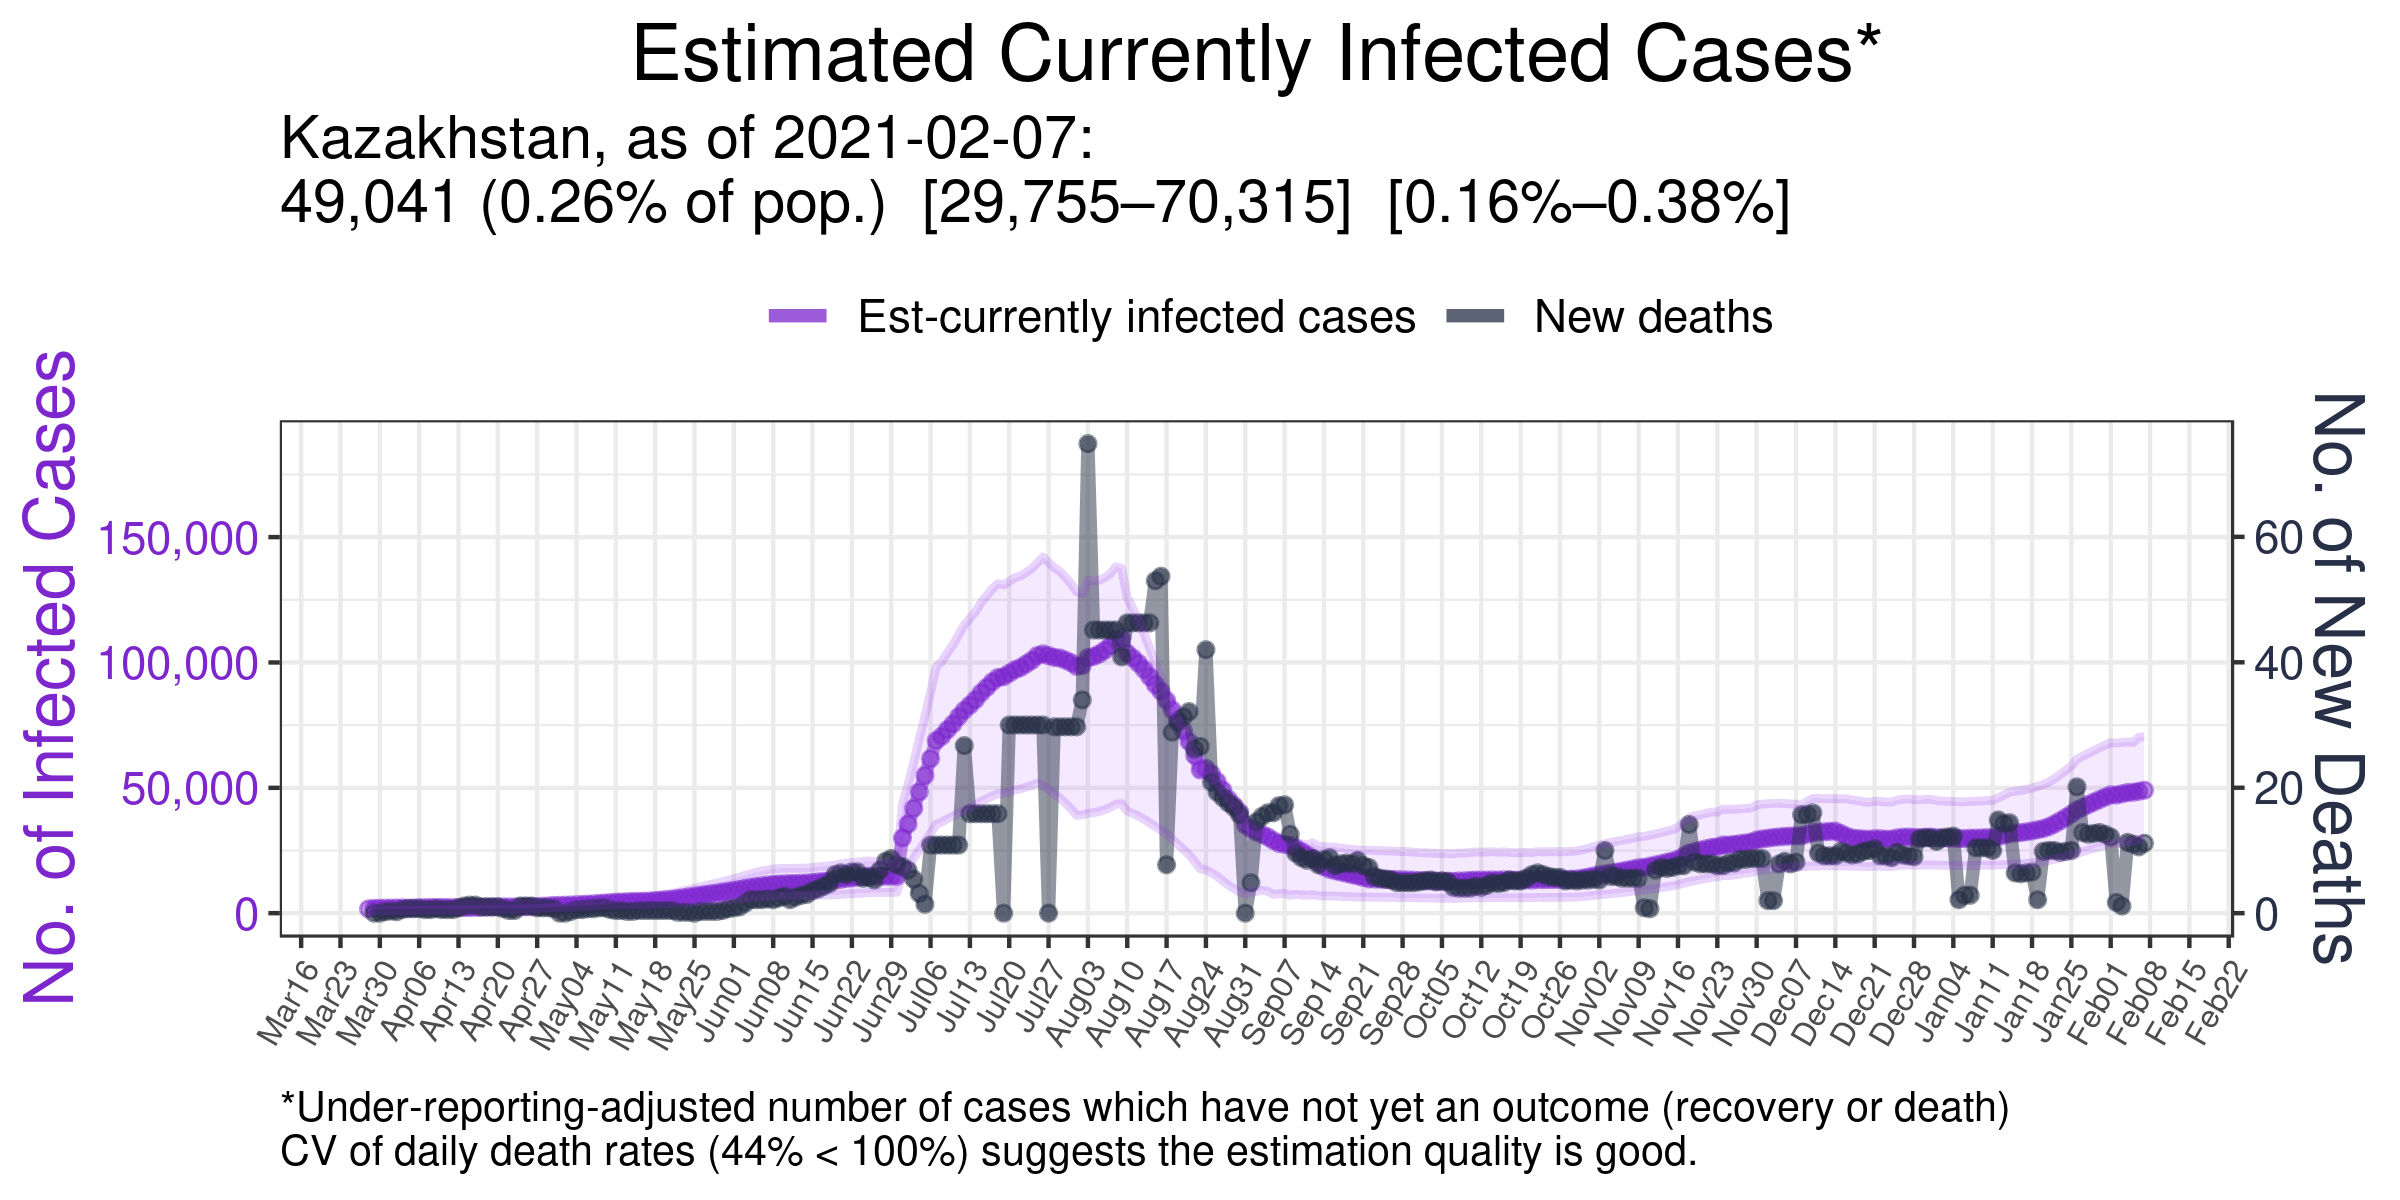 Estimated Currently Infected Cases*
Kazakhstan, as of 2021-02-07:
49,041 (0.26% of pop.) [29,755–70,315] [0.16%–0.38%]
Est-currently infected cases
New deaths
No. of Infected Cases
150,000
100,000
50,000
0
60
40
20
0
No. of New Deaths
Mar16
Mar23
Mar30
Apr06
Apr13
Apr20
Apr27
May04
May11
May18
May25
Jun01
Jun08
Jun15
Jun22
Jun29
Jul06
Jul13
Jul20
Jul27
Aug03
Aug10
Aug17
Aug24
Aug31
Sep07
Sep14
Sep21
Sep28
Oct05
Oct12
Oct19
Oct26
Nov02
Nov09
Nov16
Nov23
Nov30
Dec07
Dec14
Dec21
Dec28
Jan04
Jan11
Jan18
Jan25
Feb01
Feb08
Feb15
Feb22
*Under-reporting-adjusted number of cases which have not yet an outcome (recovery or death)
CV of daily death rates (44% < 100%) suggests the estimation quality is good.